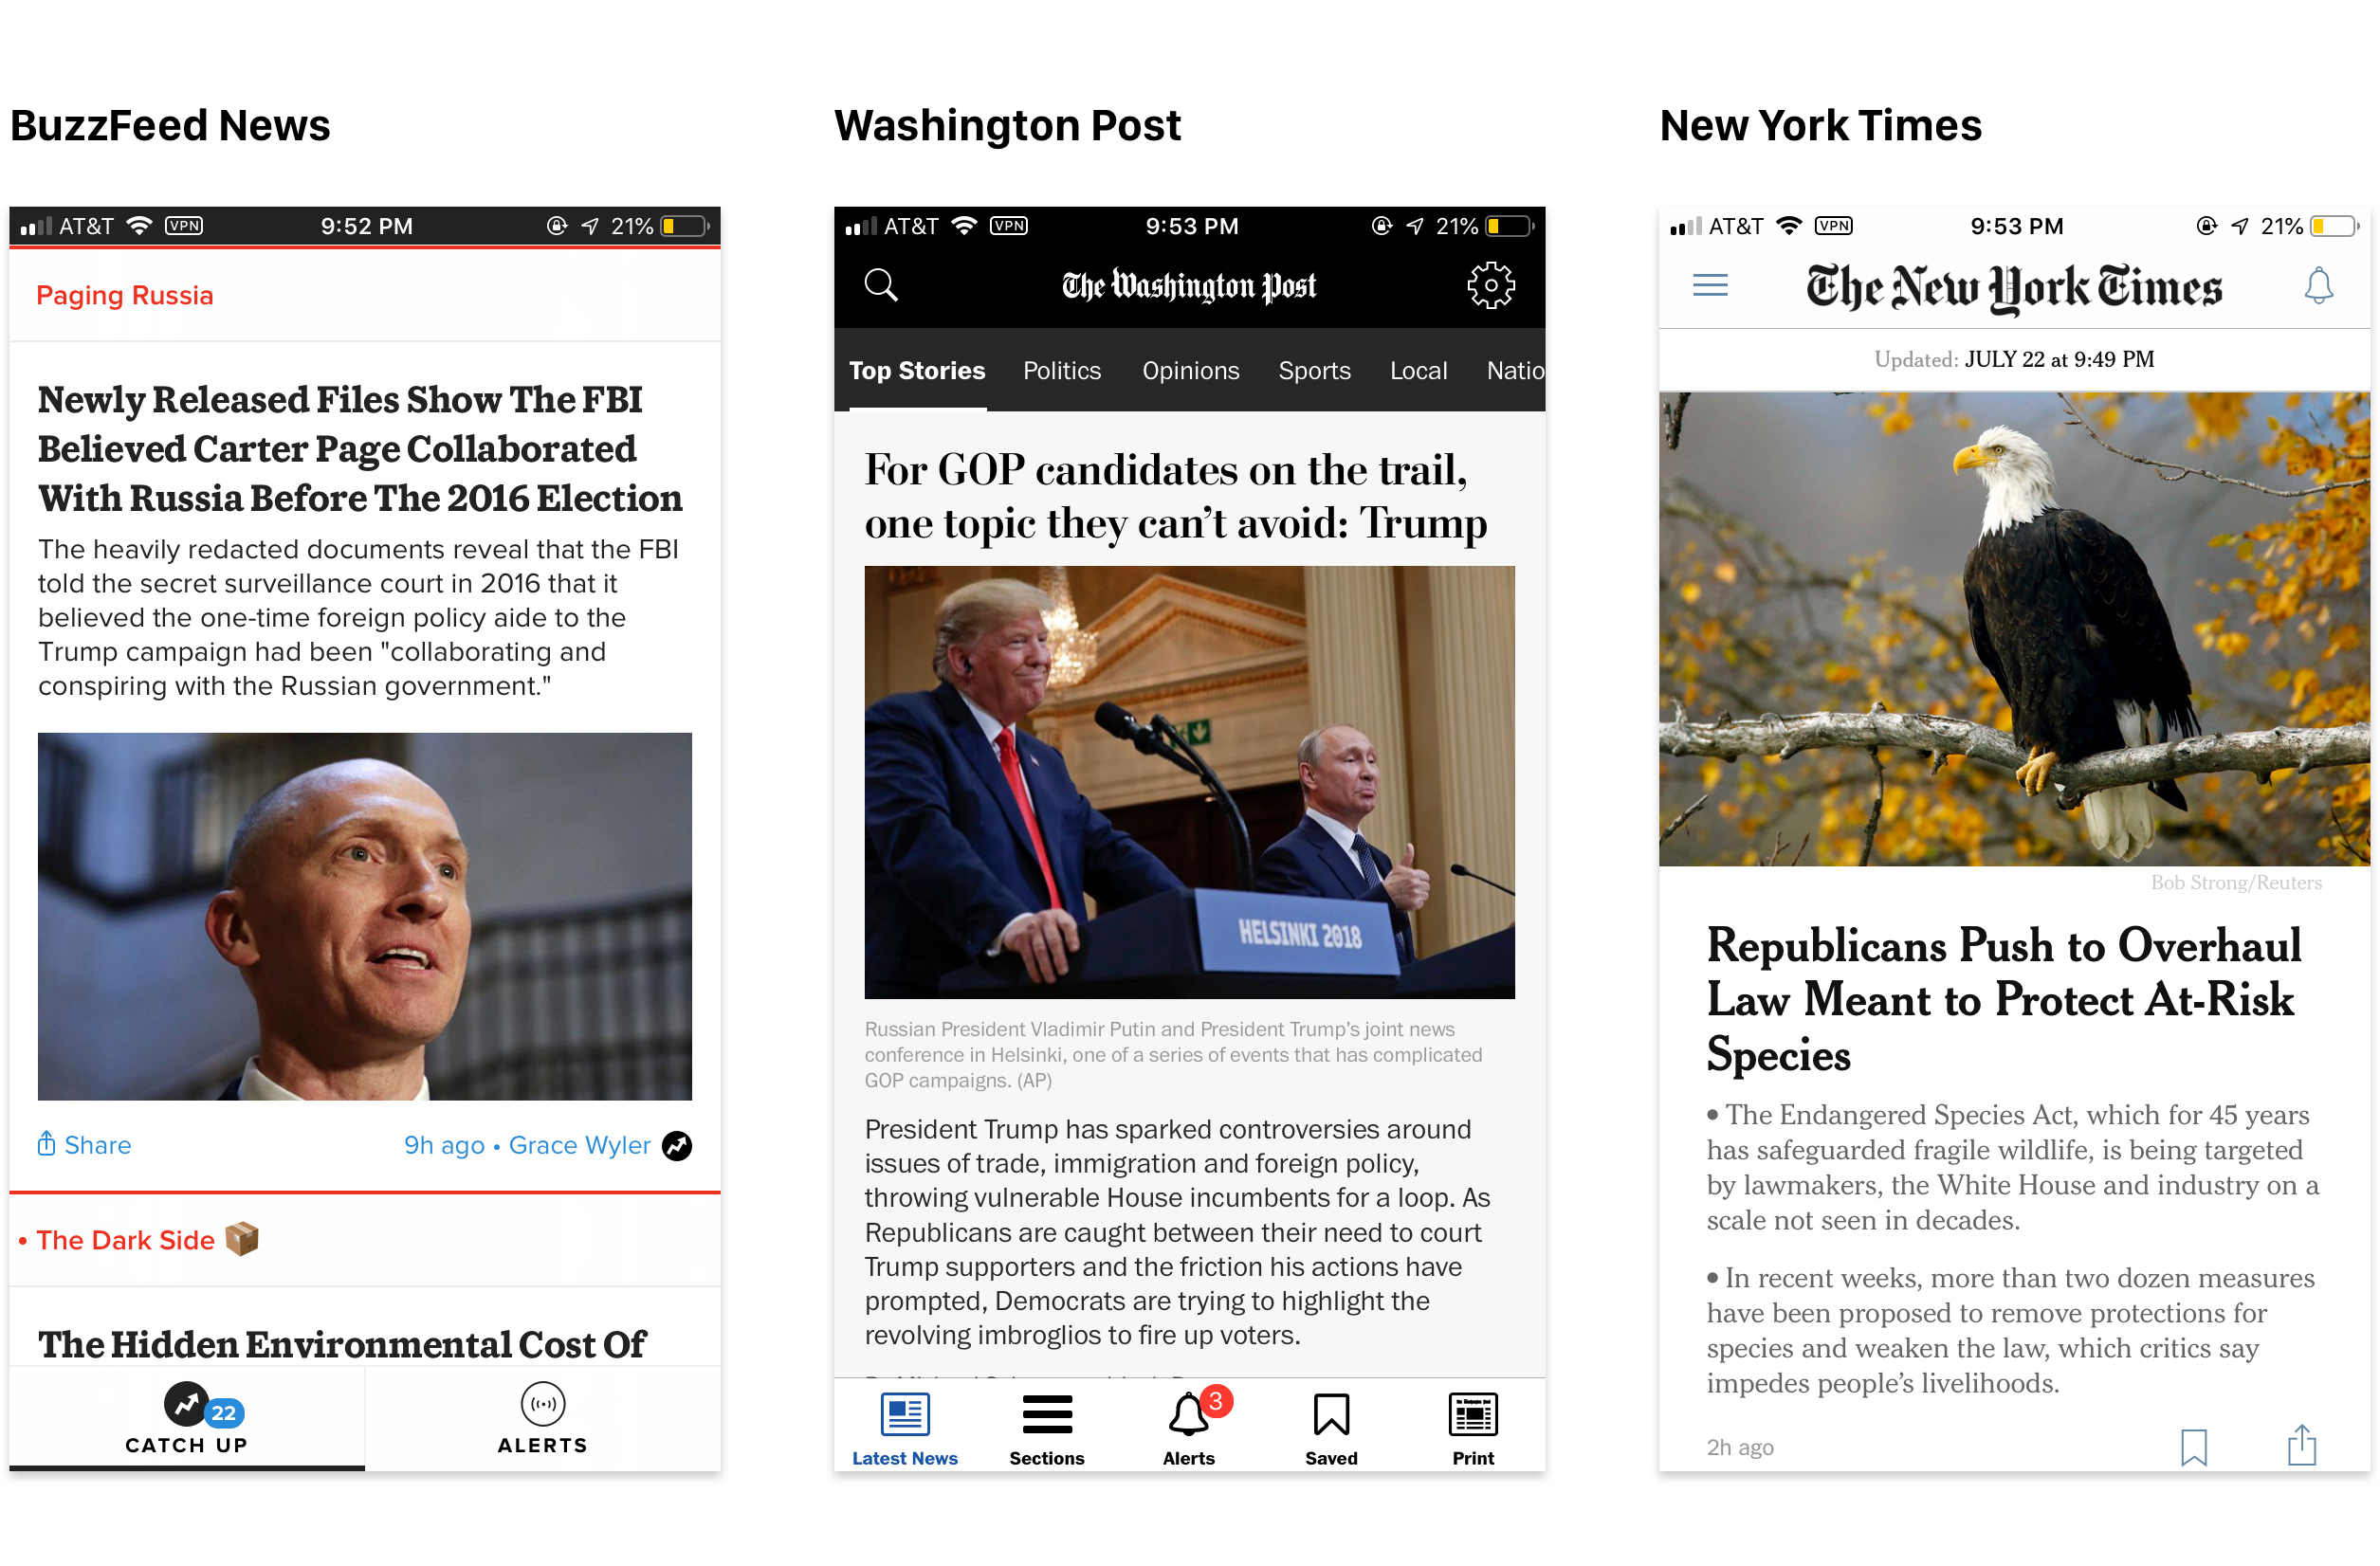 BuzzFeed News
AT&T VPN 9:52 PM 21%
Paging Russia
Newly Released Files Show The FBI
Believed Carter Page Collaborated
With Russia Before The 2016 Election
The heavily redacted documents reveal that the FBI
told the secret surveillance court in 2016 that it
believed the one-time foreign policy aide to the
Trump campaign had been "collaborating and
conspiring with the Russian government."
Share 9h ago • Grace Wyler
• The Dark Side 📦
The Hidden Environmental Cost Of
22
CATCH UP ALERTS
Washington Post
AT&T VPN 9:53 PM 21%
The Washington Post
Top Stories Politics Opinions Sports Local Natio
For GOP candidates on the trail,
one topic they can’t avoid: Trump
HELSINKI 2018
Russian President Vladimir Putin and President Trump’s joint news
conference in Helsinki, one of a series of events that has complicated
GOP campaigns. (AP)
President Trump has sparked controversies around
issues of trade, immigration and foreign policy,
throwing vulnerable House incumbents for a loop. As
Republicans are caught between their need to court
Trump supporters and the friction his actions have
prompted, Democrats are trying to highlight the
revolving imbroglios to fire up voters.
3
Latest News Sections Alerts Saved Print
New York Times
AT&T VPN 9:53 PM 21%
The New York Times
Updated: JULY 22 at 9:49 PM
Bob Strong/Reuters
Republicans Push to Overhaul
Law Meant to Protect At-Risk
Species
• The Endangered Species Act, which for 45 years
has safeguarded fragile wildlife, is being targeted
by lawmakers, the White House and industry on a
scale not seen in decades.
• In recent weeks, more than two dozen measures
have been proposed to remove protections for
species and weaken the law, which critics say
impedes people’s livelihoods.
2h ago